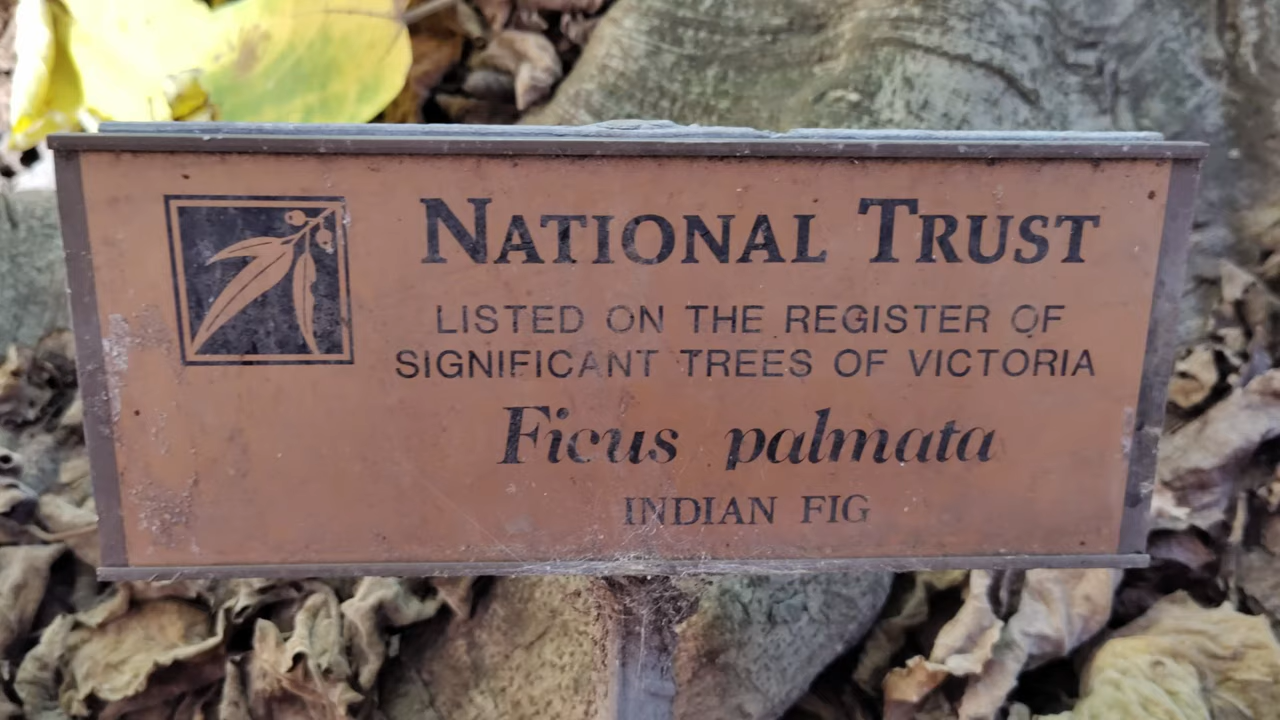 NATIONAL TRUST
LISTED ON THE REGISTER OF
SIGNIFICANT TREES OF VICTORIA
Ficus palmata
INDIAN FIG